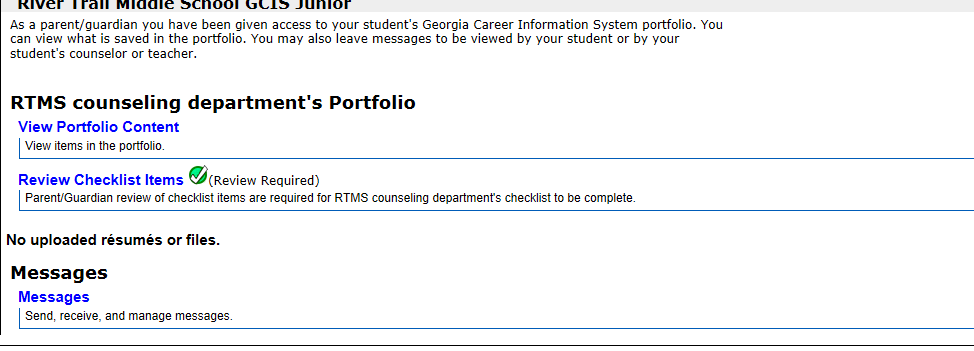 River Trail Middle School GCIS Junior
As a parent/guardian you have been given access to your student's Georgia Career Information System portfolio. You
can view what is saved in the portfolio. You may also leave messages to be viewed by your student or by your
student's counselor or teacher.
RTMS counseling department's Portfolio
View Portfolio Content
View items in the portfolio.
Review Checklist Items (Review Required)
Parent/Guardian review of checklist items are required for RTMS counseling department's checklist to be complete.
No uploaded résumés or files.
Messages
Messages
Send, receive, and manage messages.